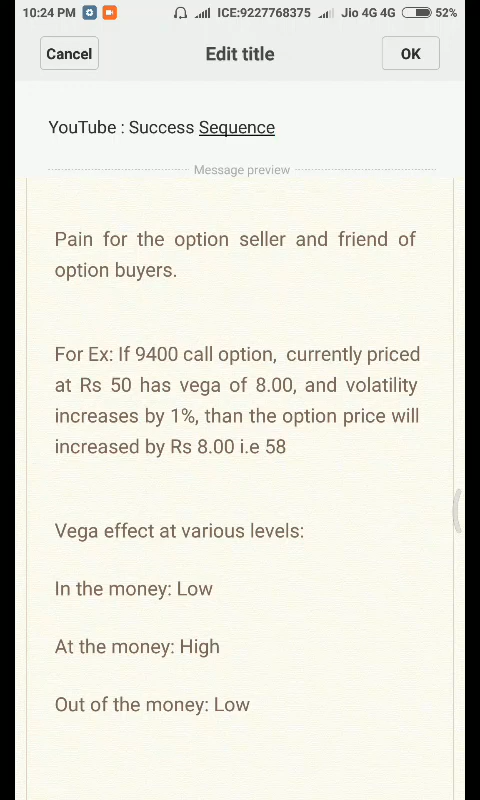 10:24 PM ICE:9227768375 Jio 4G 4G 52%
Cancel Edit title OK
YouTube : Success Sequence
Message preview
Pain for the option seller and friend of
option buyers.
For Ex: If 9400 call option, currently priced
at Rs 50 has vega of 8.00, and volatility
increases by 1%, than the option price will
increased by Rs 8.00 i.e 58
Vega effect at various levels:
In the money: Low
At the money: High
Out of the money: Low